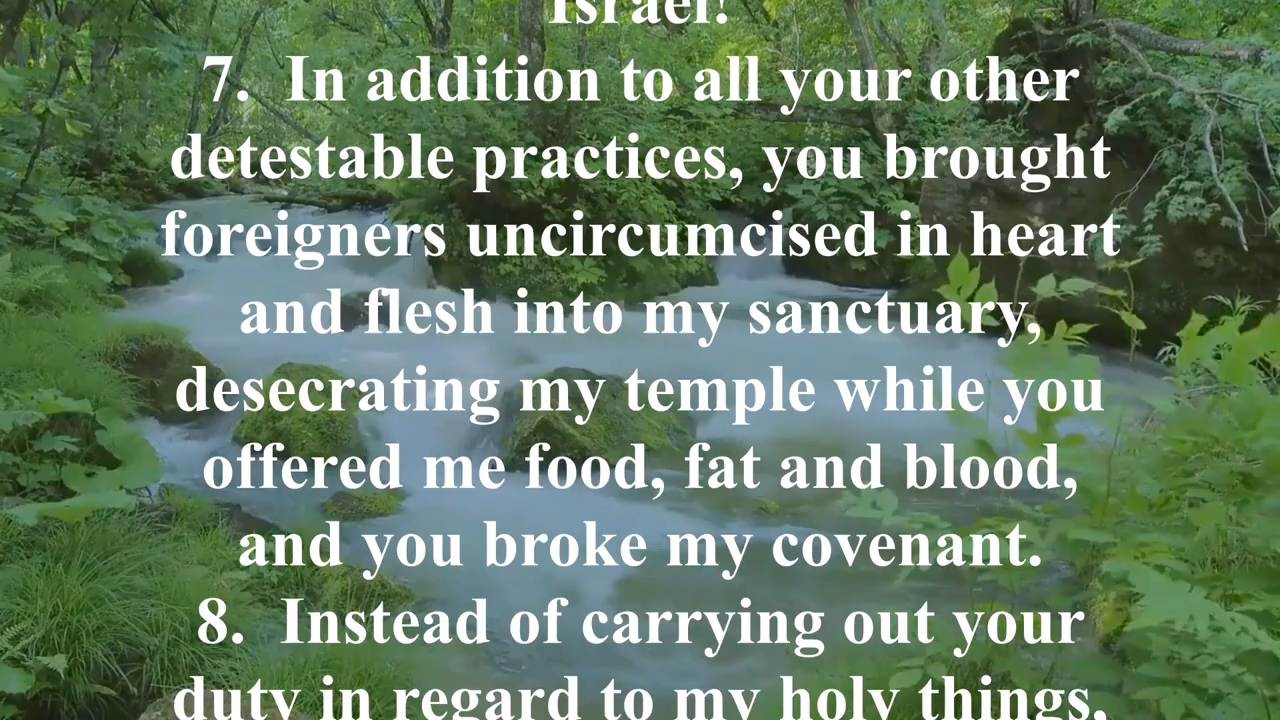 Israel!
7. In addition to all your other
detestable practices, you brought
foreigners uncircumcised in heart
and flesh into my sanctuary,
desecrating my temple while you
offered me food, fat and blood,
and you broke my covenant.
8. Instead of carrying out your
duty in regard to my holy things,